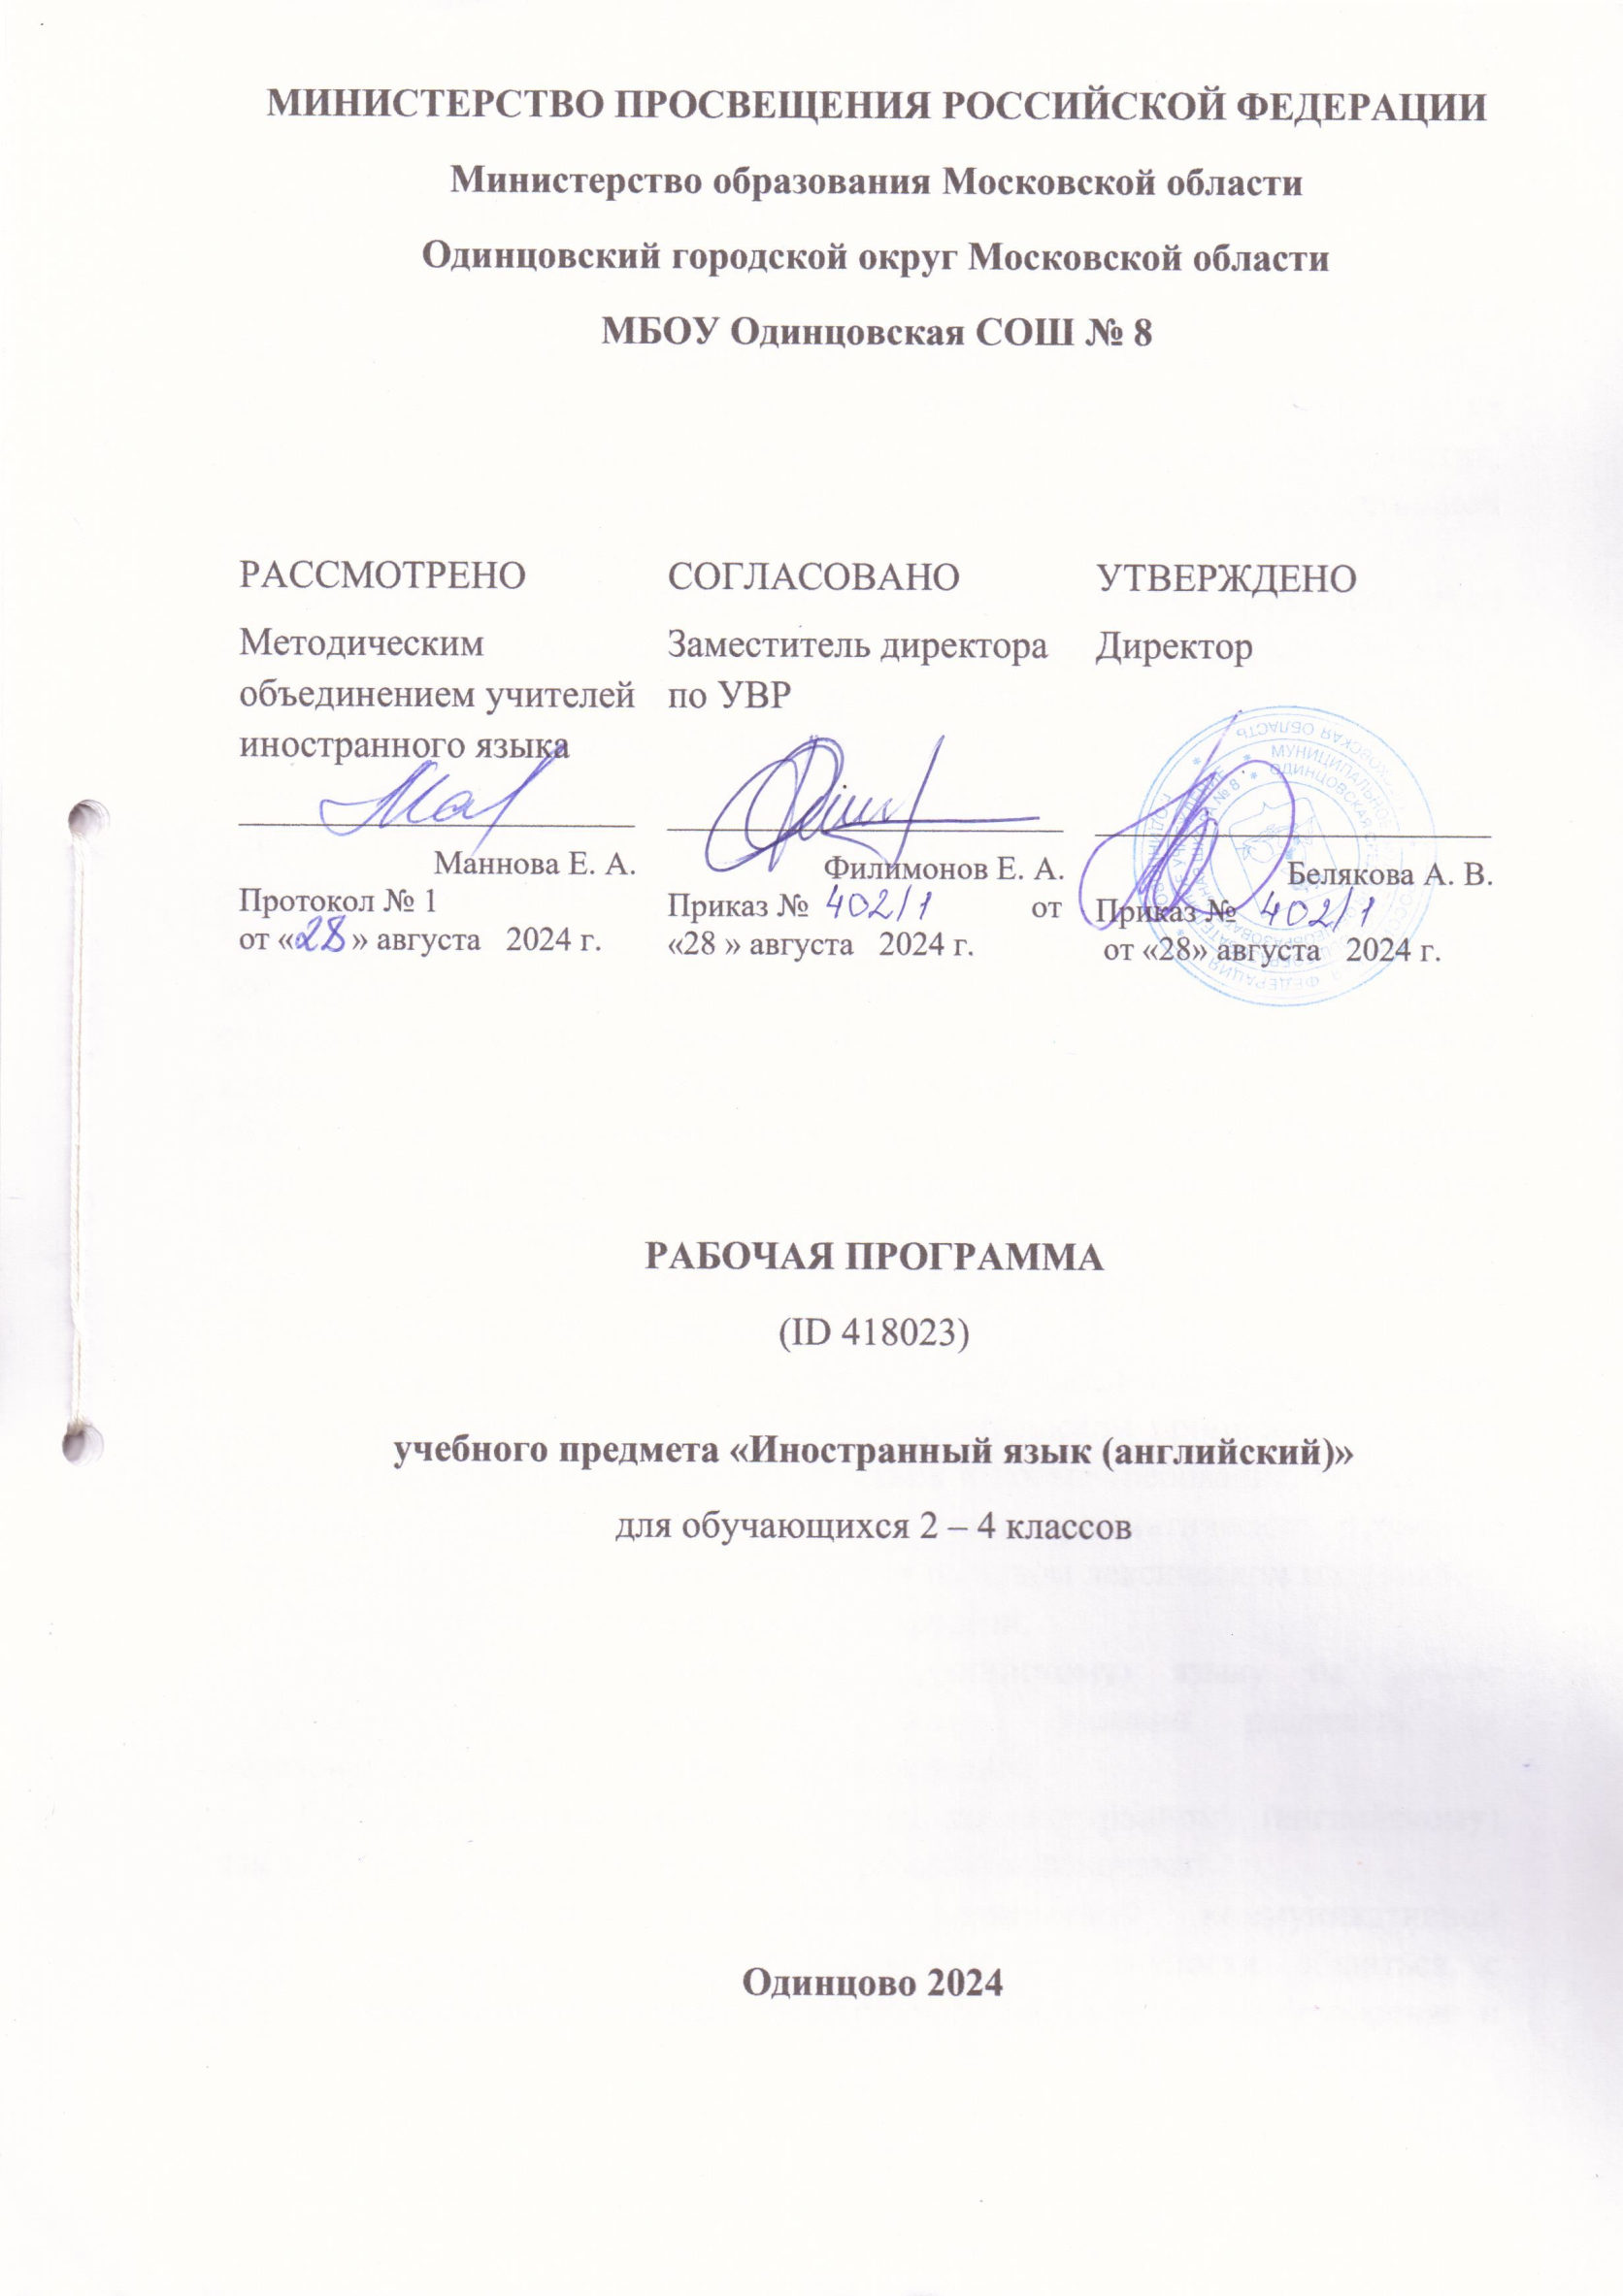 МИНИСТЕРСТВО ПРОСВЕЩЕНИЯ РОССИЙСКОЙ ФЕДЕРАЦИИ
Министерство образования Московской области
Одинцовский городской округ Московской области
МБОУ Одинцовская СОШ № 8
РАССМОТРЕНО
Методическим
объединением учителей
иностранного языка
Маннова Е. А.
Протокол № 1
от «28» августа 2024 г.
СОГЛАСОВАНО
Заместитель директора
по УВР
Филимонов Е. А.
Приказ № 402/1 от
«28 » августа 2024 г.
УТВЕРЖДЕНО
Директор
Белякова А. В.
Приказ № 402/1
от «28» августа 2024 г.
РАБОЧАЯ ПРОГРАММА
(ID 418023)
учебного предмета «Иностранный язык (английский)»
для обучающихся 2 – 4 классов
Одинцово 2024